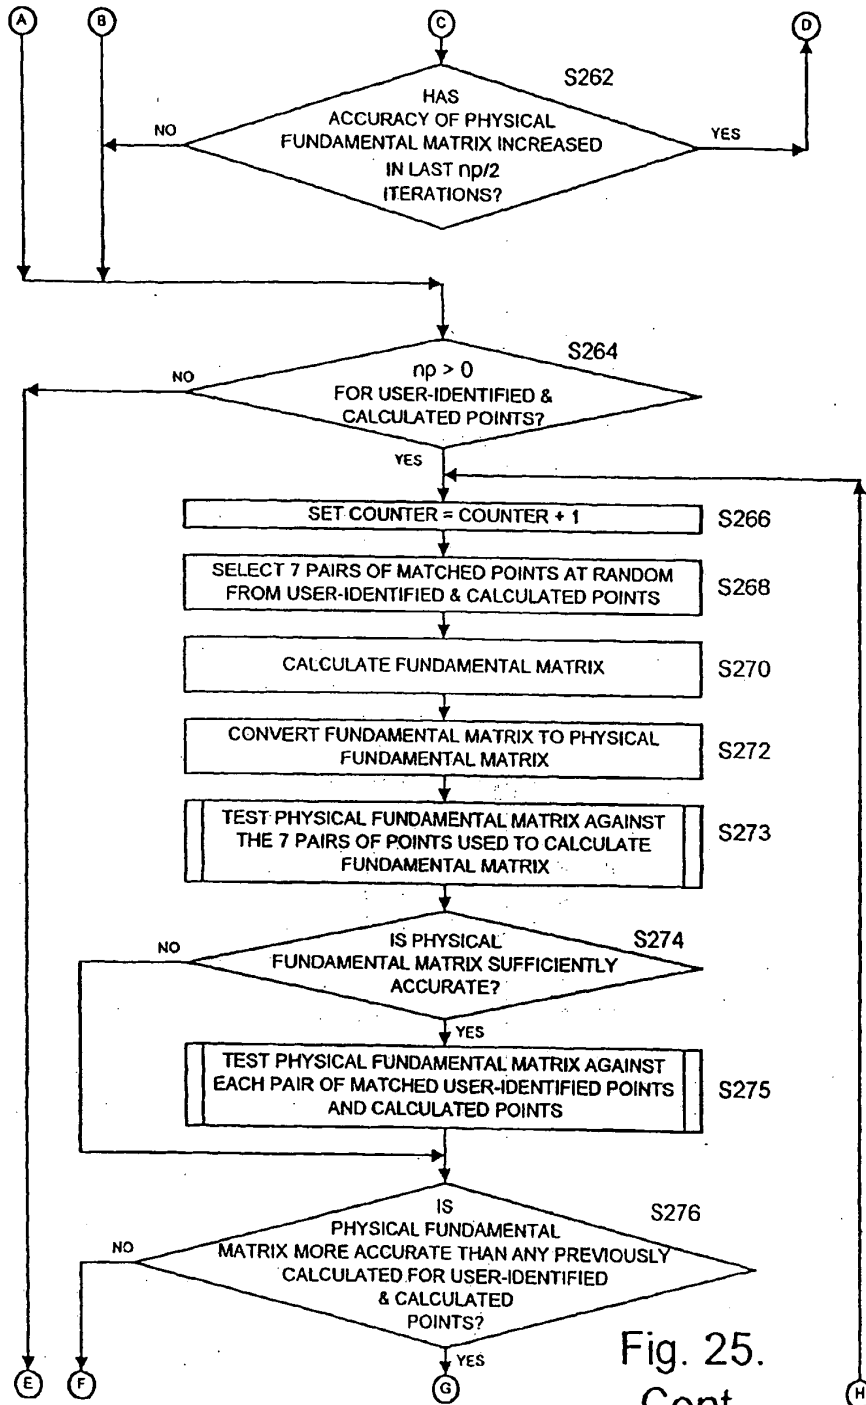 A
B
C
D
S262
HAS
ACCURACY OF PHYSICAL
FUNDAMENTAL MATRIX INCREASED
IN LAST np/2
ITERATIONS?
NO
YES
S264
np > 0
FOR USER-IDENTIFIED &
CALCULATED POINTS?
NO
YES
SET COUNTER = COUNTER + 1
S266
SELECT 7 PAIRS OF MATCHED POINTS AT RANDOM
FROM USER-IDENTIFIED & CALCULATED POINTS
S268
CALCULATE FUNDAMENTAL MATRIX
S270
CONVERT FUNDAMENTAL MATRIX TO PHYSICAL
FUNDAMENTAL MATRIX
S272
TEST PHYSICAL FUNDAMENTAL MATRIX AGAINST
THE 7 PAIRS OF POINTS USED TO CALCULATE
FUNDAMENTAL MATRIX
S273
S274
IS PHYSICAL
FUNDAMENTAL MATRIX SUFFICIENTLY
ACCURATE?
NO
YES
TEST PHYSICAL FUNDAMENTAL MATRIX AGAINST
EACH PAIR OF MATCHED USER-IDENTIFIED POINTS
AND CALCULATED POINTS
S275
S276
IS
PHYSICAL FUNDAMENTAL
MATRIX MORE ACCURATE THAN ANY PREVIOUSLY
CALCULATED FOR USER-IDENTIFIED
& CALCULATED
POINTS?
NO
YES
Fig. 25.
Cont
E
F
G
H